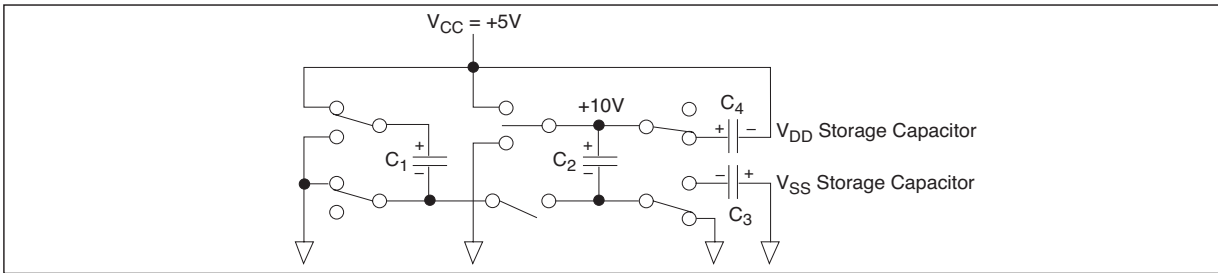 V_CC = +5V
+10V
C_4
+ −
V_DD Storage Capacitor
+
C_1
−
+
C_2
−
− +
V_SS Storage Capacitor
C_3